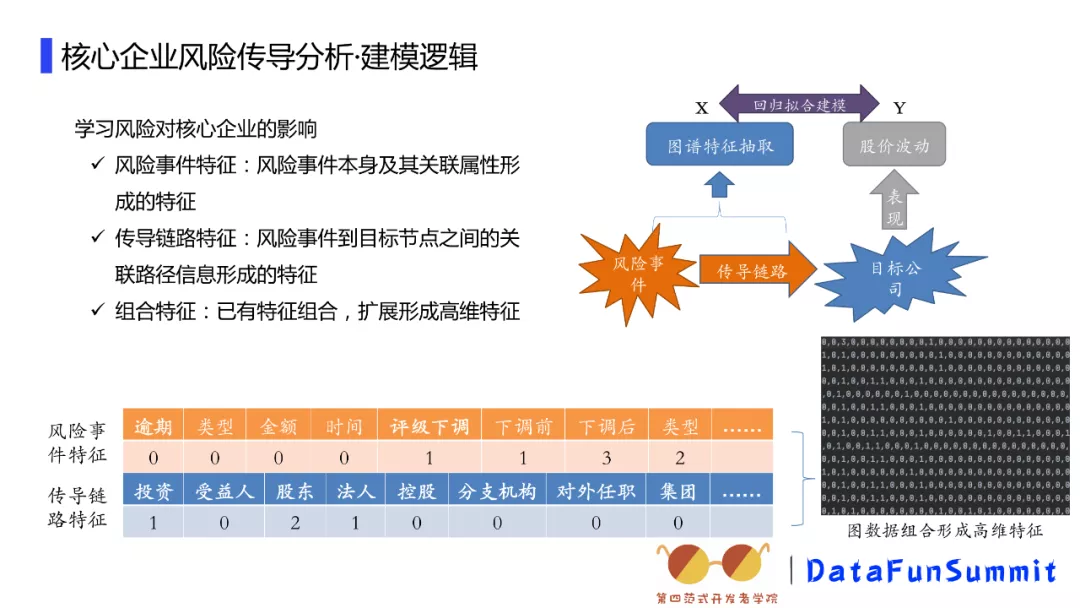 核心企业风险传导分析·建模逻辑
学习风险对核心企业的影响
✓ 风险事件特征：风险事件本身及其关联属性形
成的特征
✓ 传导链路特征：风险事件到目标节点之间的关
联路径信息形成的特征
✓ 组合特征：已有特征组合，扩展形成高维特征
X 回归拟合建模 Y
图谱特征抽取 股价波动
表
现
风险事
件
传导链路
目标公
司
风险事
件特征
逾期 类型 金额 时间 评级下调 下调前 下调后 类型 ……
0 0 0 0 1 1 3 2
传导链
路特征
投资 受益人 股东 法人 控股 分支机构 对外任职 集团 ……
1 0 2 1 0 0 0 0
图数据组合形成高维特征
第四范式开发者学院
DataFunSummit